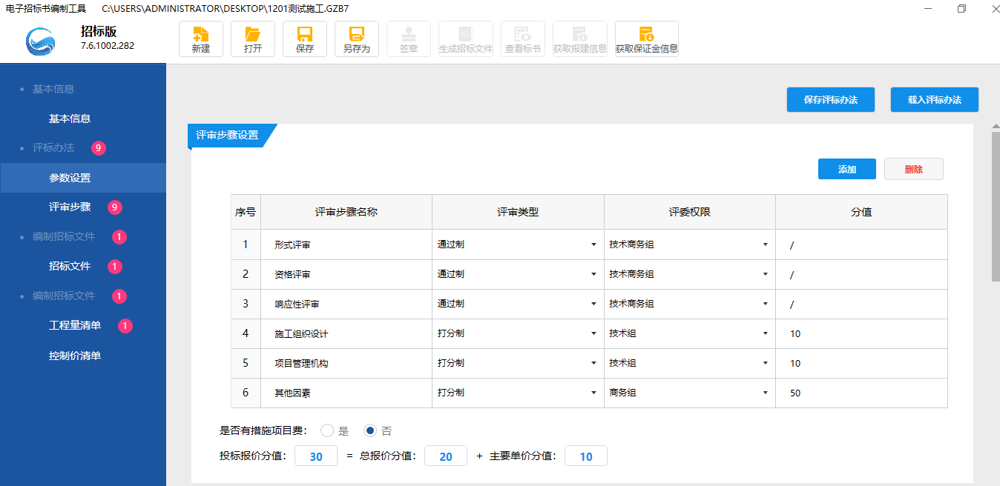 电子招标书编制工具 C:\USERS\ADMINISTRATOR\DESKTOP\1201测试施工.GZB7
招标版
7.6.1002.282
新建 打开 保存 另存为 签章 生成招标文件 查看标书 获取报建信息 获取保证金信息
基本信息
基本信息
评标办法 9
参数设置
评审步骤 9
编制招标文件 1
招标文件 1
编制招标文件 1
工程量清单 1
控制价清单
保存评标办法 载入评标办法
评审步骤设置
添加 删除
序号 评审步骤名称 评审类型 评委权限 分值
1 形式评审 通过制 技术商务组 /
2 资格评审 通过制 技术商务组 /
3 响应性评审 通过制 技术商务组 /
4 施工组织设计 打分制 技术组 10
5 项目管理机构 打分制 技术组 10
6 其他因素 打分制 商务组 50
是否有措施项目费： 是 否
投标报价分值： 30 = 总报价分值： 20 + 主要单价分值： 10